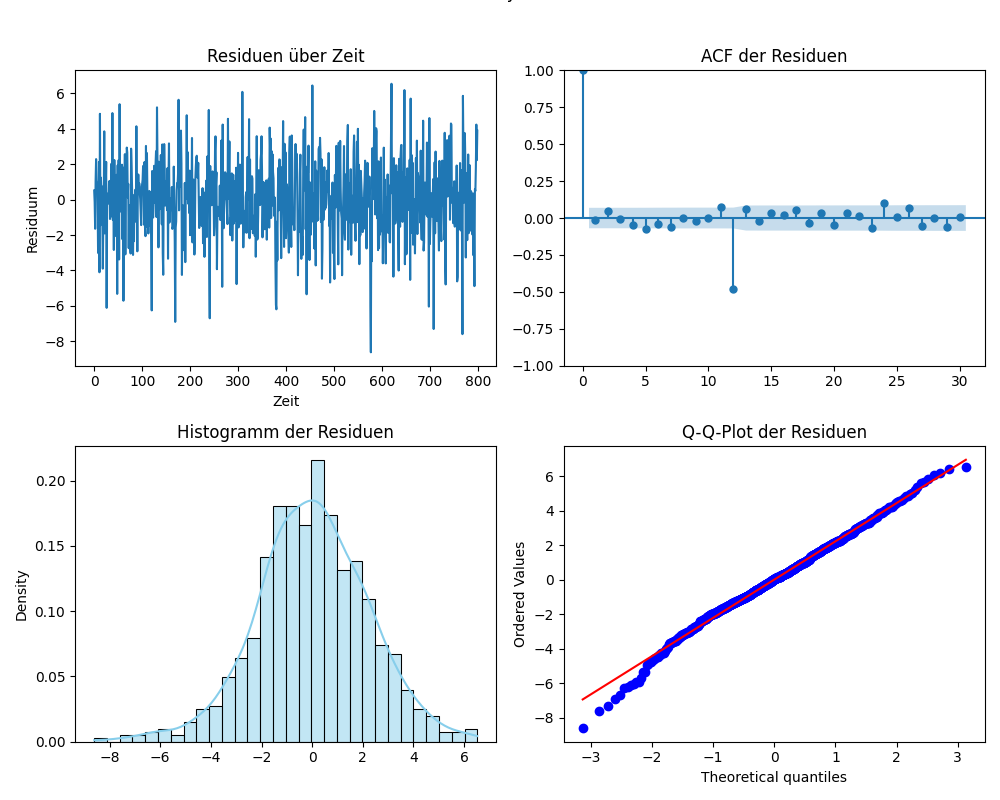 Residuen über Zeit
Residuum
6
4
2
0
−2
−4
−6
−8
0 100 200 300 400 500 600 700 800
Zeit
ACF der Residuen
1.00
0.75
0.50
0.25
0.00
−0.25
−0.50
−0.75
−1.00
0 5 10 15 20 25 30
Histogramm der Residuen
Density
0.20
0.15
0.10
0.05
0.00
−8 −6 −4 −2 0 2 4 6
Q-Q-Plot der Residuen
Ordered Values
6
4
2
0
−2
−4
−6
−8
−3 −2 −1 0 1 2 3
Theoretical quantiles